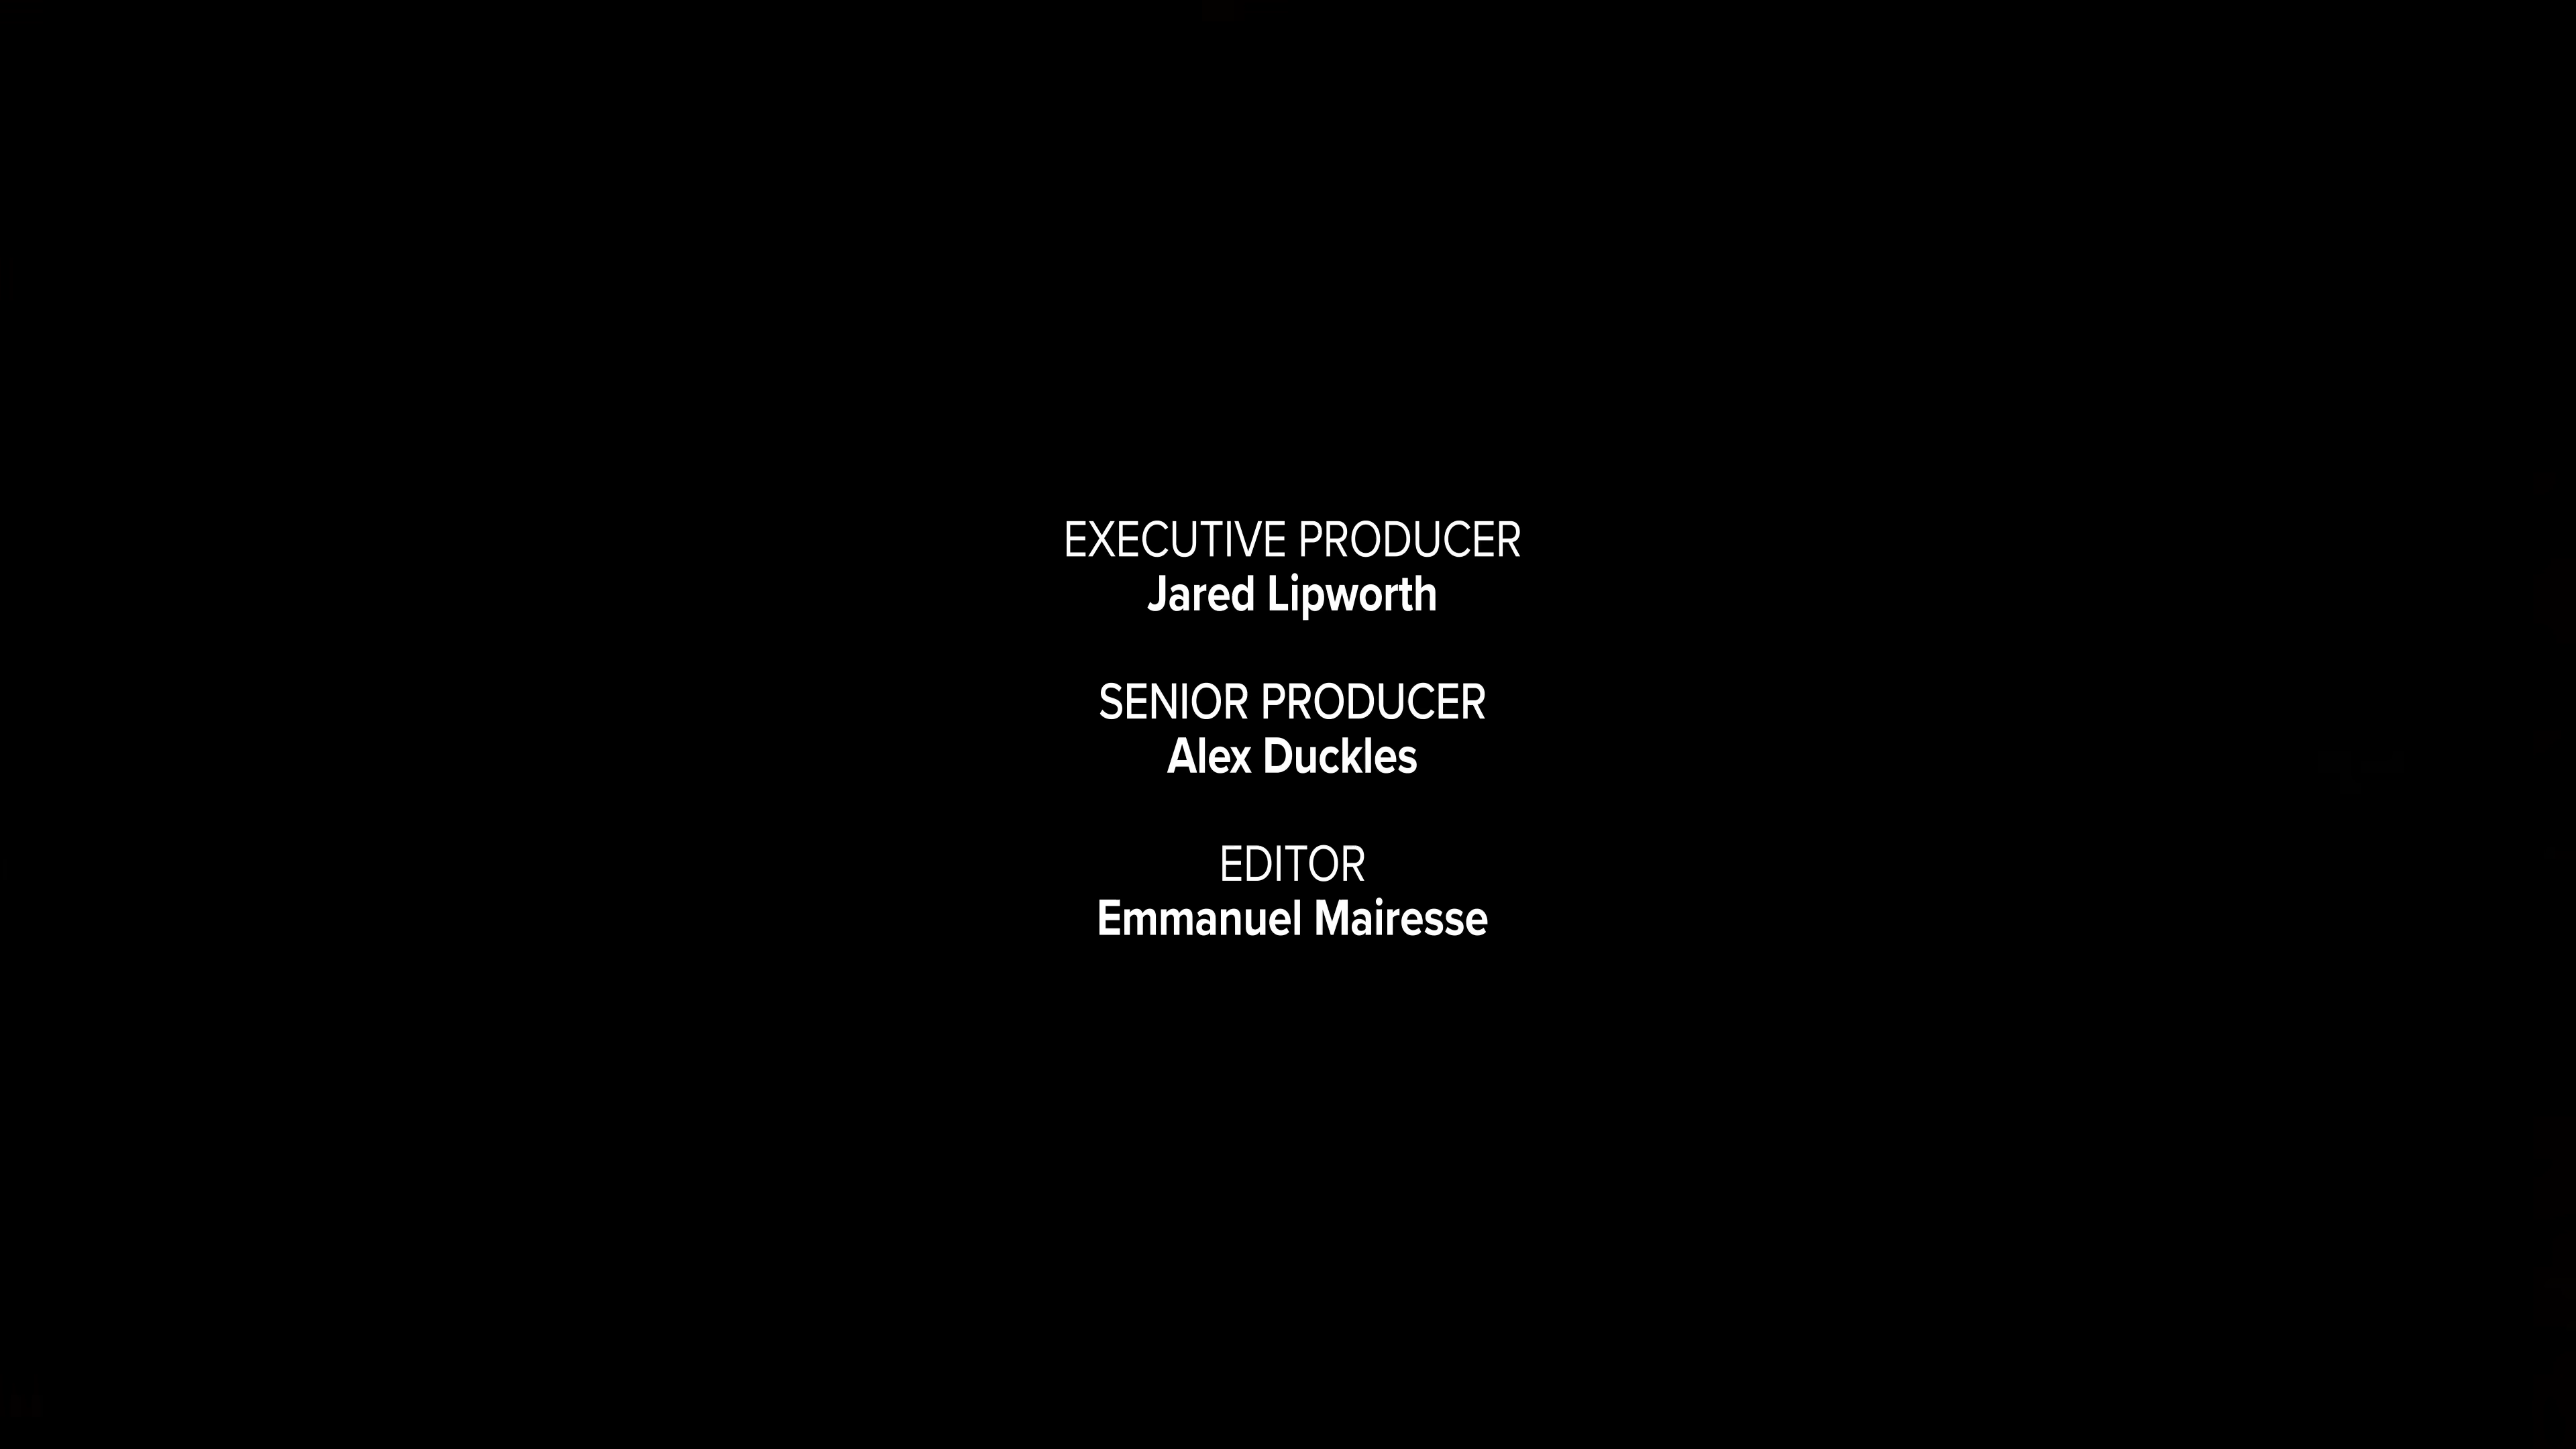 EXECUTIVE PRODUCER
Jared Lipworth
SENIOR PRODUCER
Alex Duckles
EDITOR
Emmanuel Mairesse